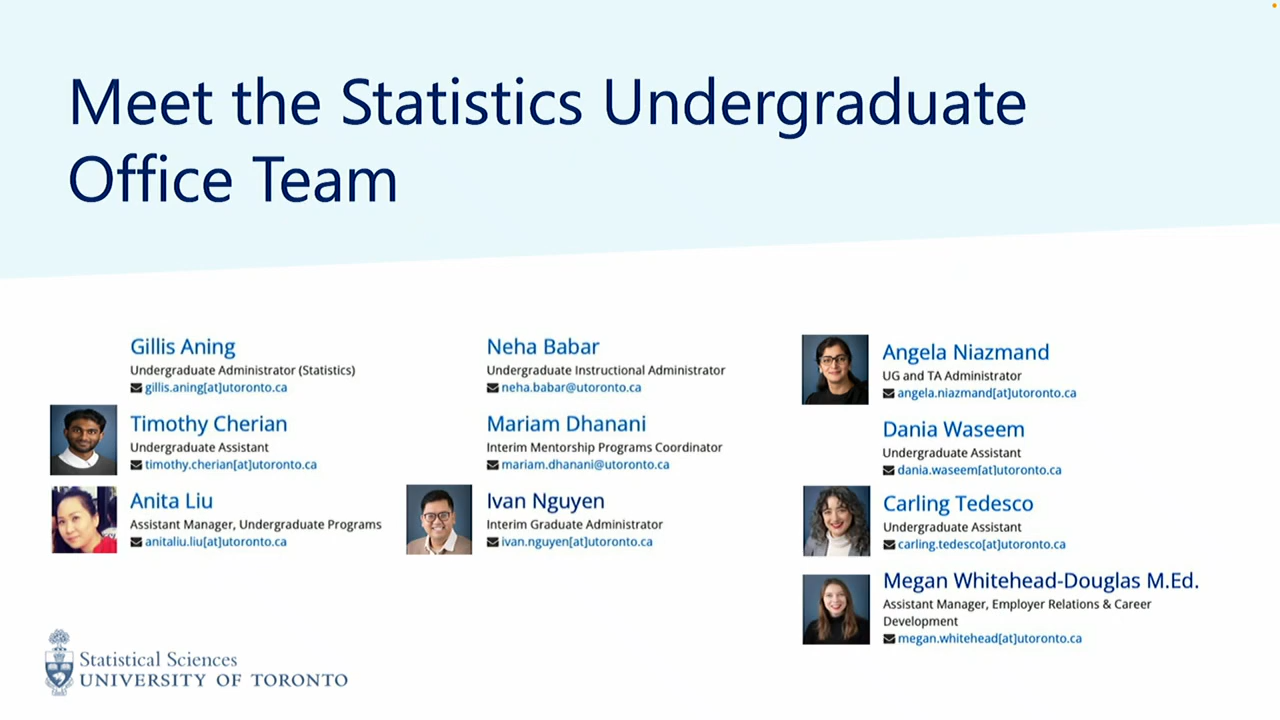 Meet the Statistics Undergraduate
Office Team
Gillis Aning
Undergraduate Administrator (Statistics)
gillis.aning[at]utoronto.ca
Timothy Cherian
Undergraduate Assistant
timothy.cherian[at]utoronto.ca
Anita Liu
Assistant Manager, Undergraduate Programs
anitaliu.liu[at]utoronto.ca
Neha Babar
Undergraduate Instructional Administrator
neha.babar@utoronto.ca
Mariam Dhanani
Interim Mentorship Programs Coordinator
mariam.dhanani@utoronto.ca
Ivan Nguyen
Interim Graduate Administrator
ivan.nguyen[at]utoronto.ca
Angela Niazmand
UG and TA Administrator
angela.niazmand[at]utoronto.ca
Dania Waseem
Undergraduate Assistant
dania.waseem[at]utoronto.ca
Carling Tedesco
Undergraduate Assistant
carling.tedesco[at]utoronto.ca
Megan Whitehead-Douglas M.Ed.
Assistant Manager, Employer Relations & Career
Development
megan.whitehead[at]utoronto.ca
Statistical Sciences
UNIVERSITY OF TORONTO